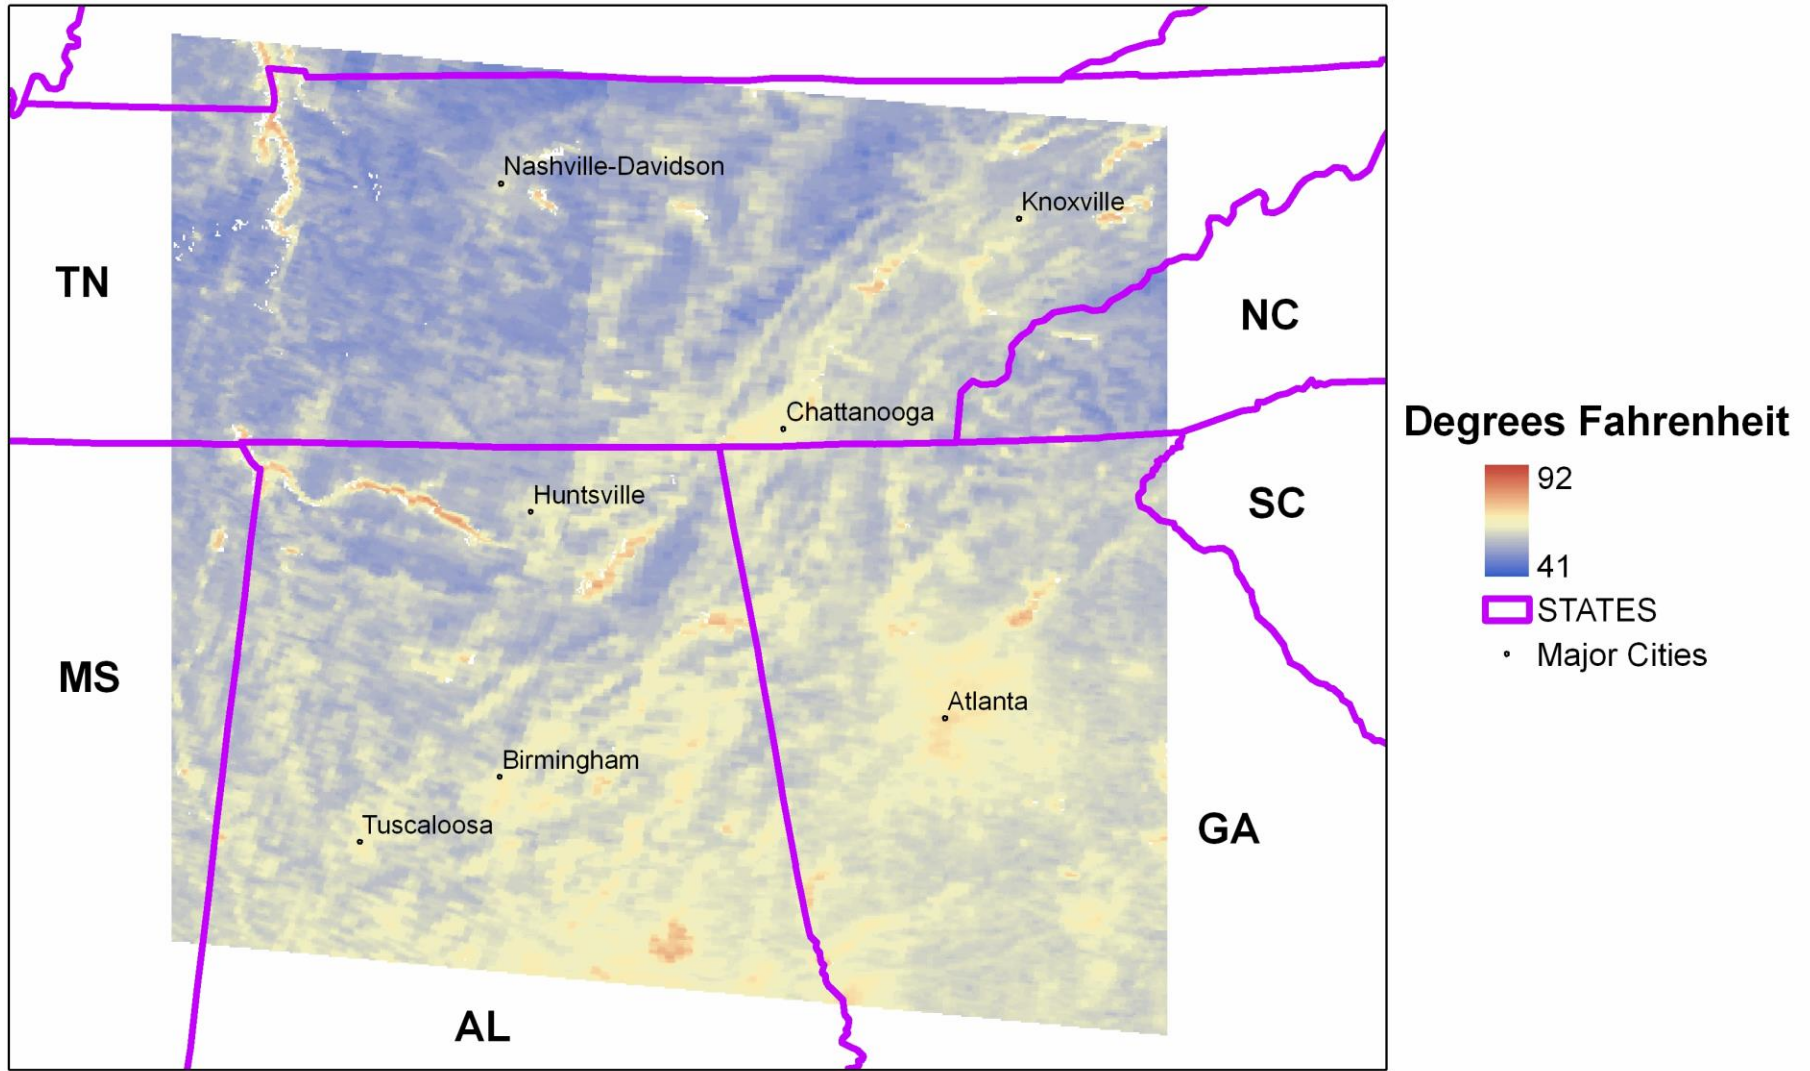 Nashville-Davidson
Knoxville
TN
NC
Chattanooga
Degrees Fahrenheit
92
Huntsville
SC
41
STATES
MS
Major Cities
Atlanta
Birmingham
Tuscaloosa
GA
AL